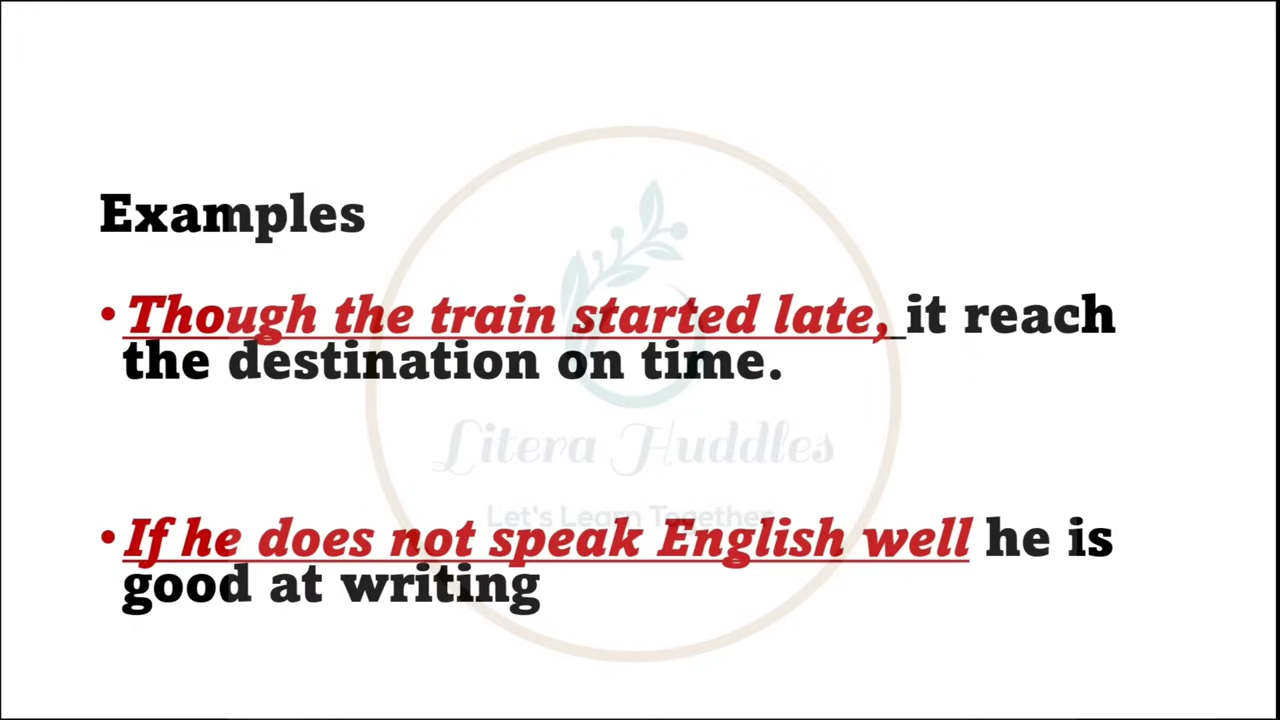 Examples
• Though the train started late, it reach
the destination on time.
Litera Huddles
Let's Learn Together
• If he does not speak English well he is
good at writing